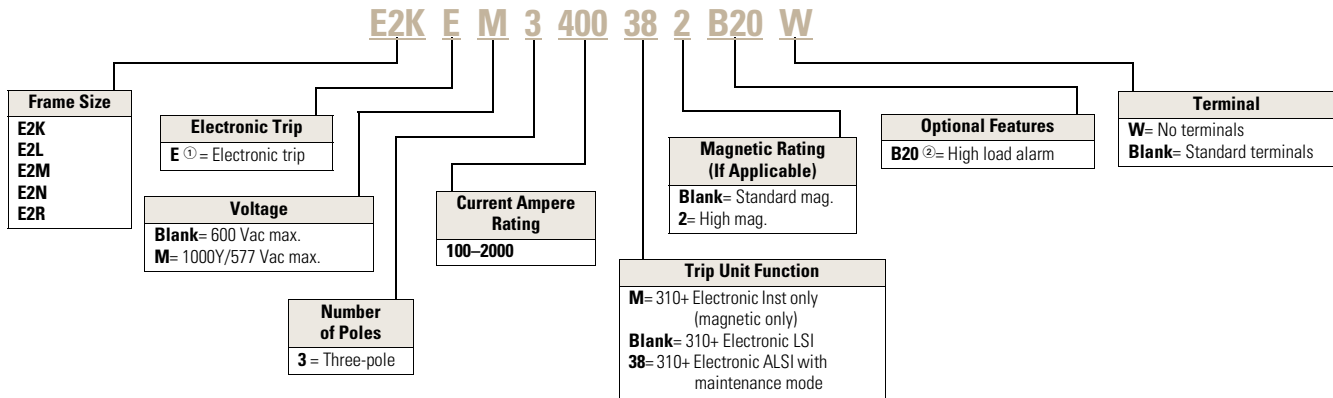 E2K E M 3 400 38 2 B20 W
Frame Size
E2K
E2L
E2M
E2N
E2R
Electronic Trip
E ① = Electronic trip
Voltage
Blank= 600 Vac max.
M= 1000Y/577 Vac max.
Number
of Poles
3 = Three-pole
Current Ampere
Rating
100–2000
Trip Unit Function
M= 310+ Electronic Inst only
(magnetic only)
Blank= 310+ Electronic LSI
38= 310+ Electronic ALSI with
maintenance mode
Magnetic Rating
(If Applicable)
Blank= Standard mag.
2= High mag.
Optional Features
B20 ②= High load alarm
Terminal
W= No terminals
Blank= Standard terminals